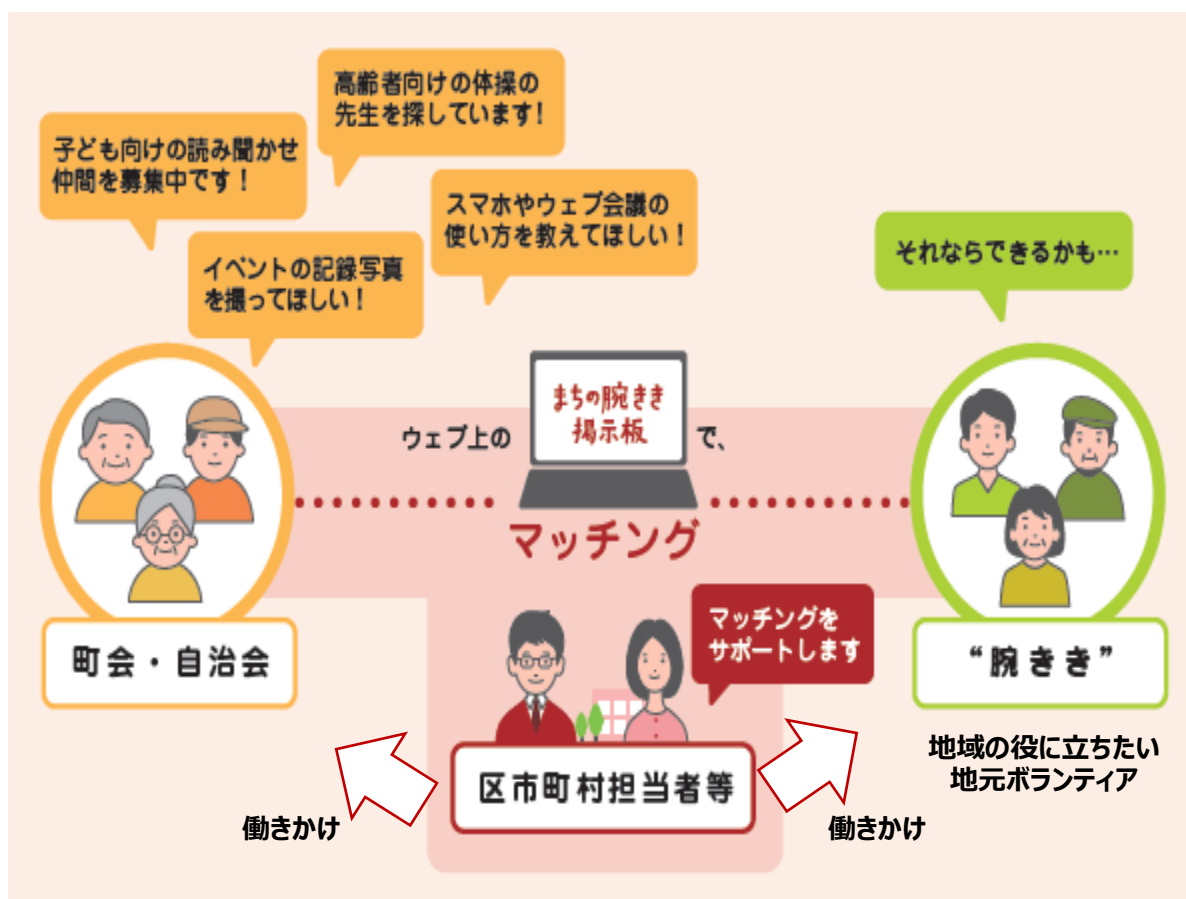 高齢者向けの体操の
先生を探しています!
子ども向けの読み聞かせ
仲間を募集中です!
スマホやウェブ会議の
使い方を教えてほしい!
イベントの記録写真
を撮ってほしい!
それならできるかも…
ウェブ上の
まちの腕きき
掲示板
で、
マッチング
マッチングを
サポートします
町会・自治会
“腕きき”
区市町村担当者等
地域の役に立ちたい
地元ボランティア
働きかけ
働きかけ